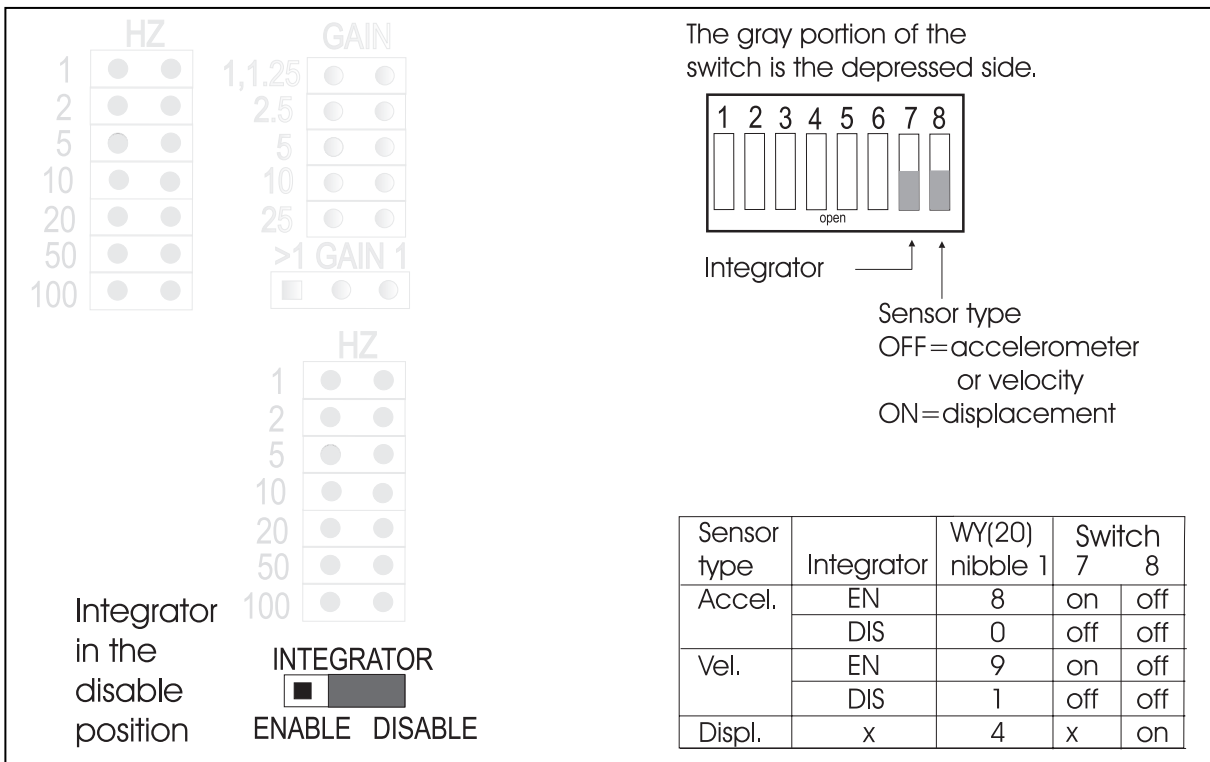 HZ
1
2
5
10
20
50
100
GAIN
1,1.25
2.5
5
10
25
>1 GAIN 1
HZ
1
2
5
10
20
50
100
Integrator
in the
disable
position
INTEGRATOR
ENABLE DISABLE
The gray portion of the
switch is the depressed side.
1 2 3 4 5 6 7 8
open
Integrator
Sensor type
OFF=accelerometer
or velocity
ON=displacement
Sensor type Integrator WY(20) nibble 1 Switch 7 8
Accel. EN 8 on off
DIS 0 off off
Vel. EN 9 on off
DIS 1 off off
Displ. x 4 x on